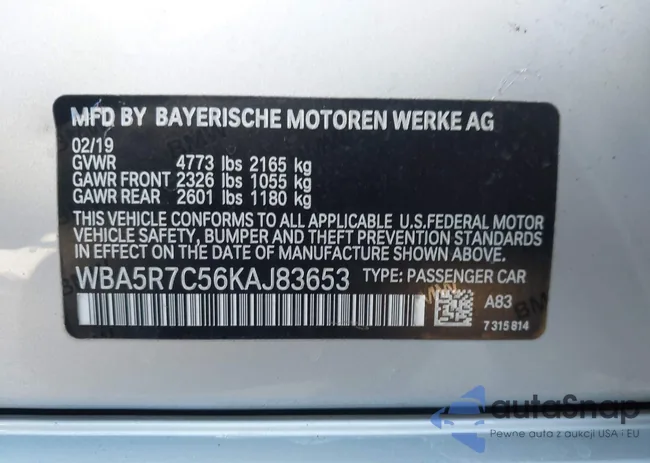 MFD BY BAYERISCHE MOTOREN WERKE AG
02/19
GVWR 4773 lbs 2165 kg
GAWR FRONT 2326 lbs 1055 kg
GAWR REAR 2601 lbs 1180 kg
THIS VEHICLE CONFORMS TO ALL APPLICABLE U.S.FEDERAL MOTOR
VEHICLE SAFETY, BUMPER AND THEFT PREVENTION STANDARDS
IN EFFECT ON THE DATE OF MANUFACTURE SHOWN ABOVE.
WBA5R7C56KAJ83653 TYPE: PASSENGER CAR
A83
7 315 814
autoSnap
Pewne auta z aukcji USA i EU